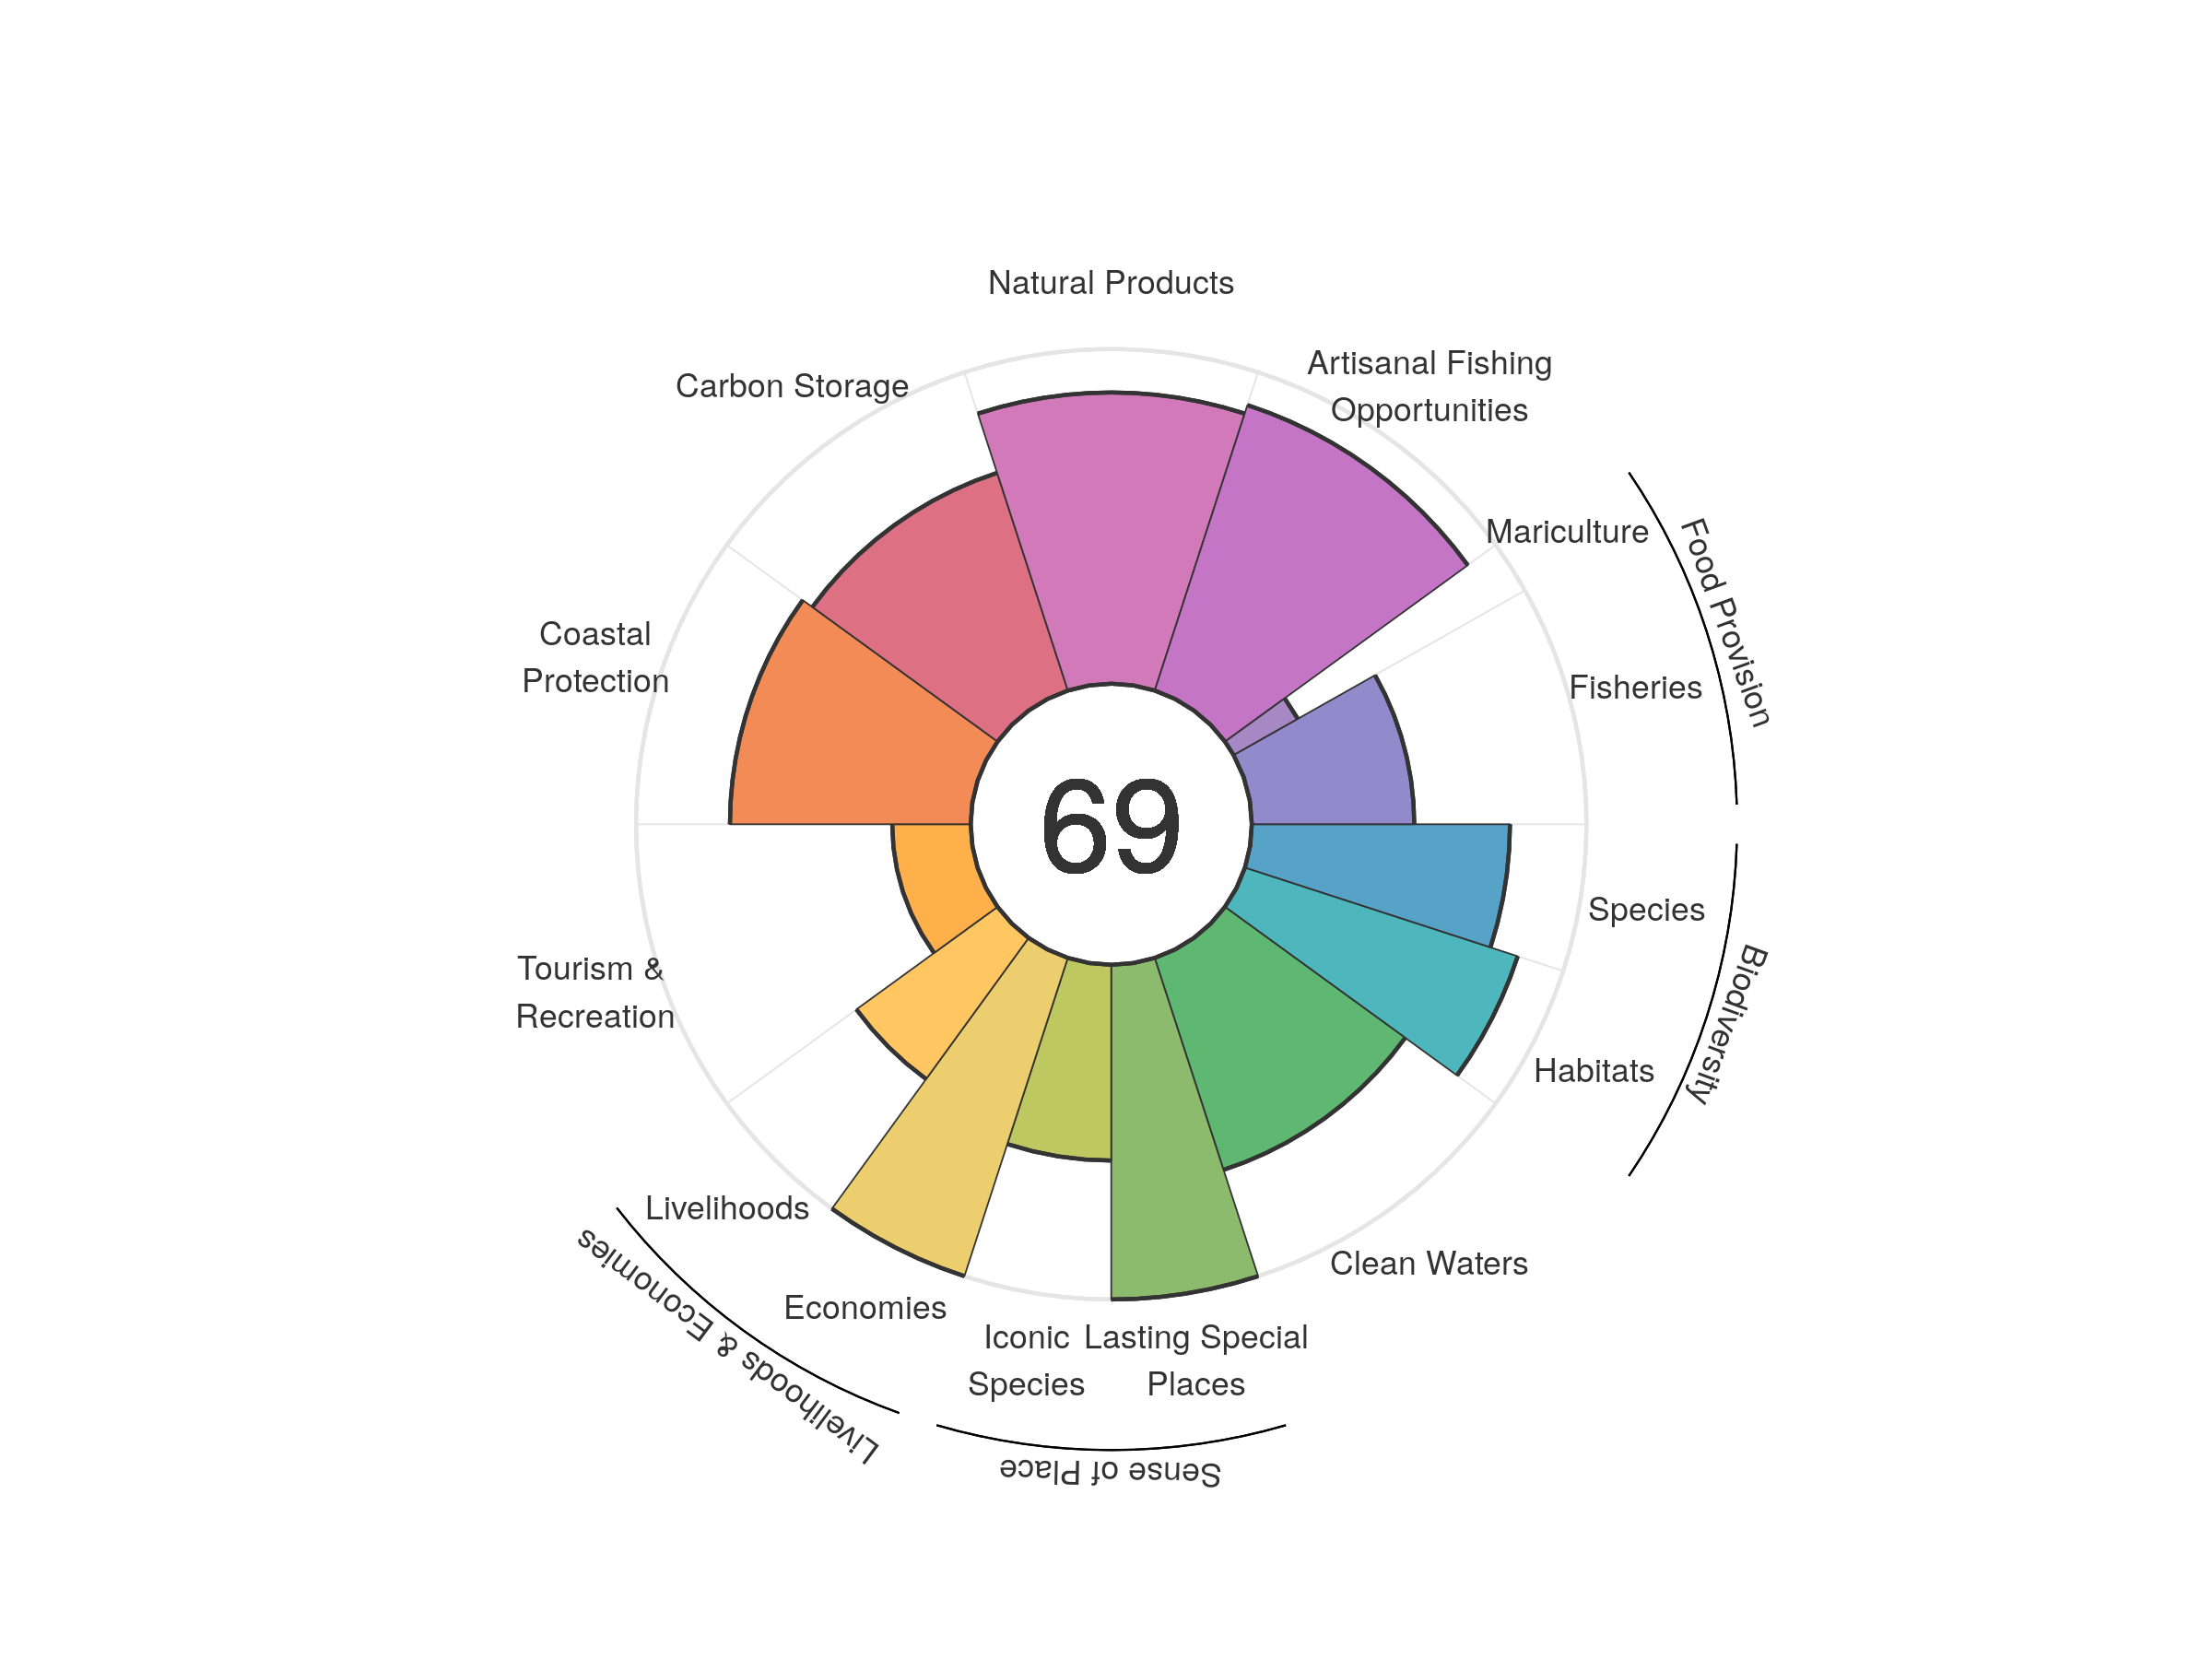 Natural Products
Artisanal Fishing
Opportunities
Carbon Storage
Mariculture
Food Provision
Fisheries
Coastal
Protection
69
Species
Biodiversity
Habitats
Tourism &
Recreation
Livelihoods
Clean Waters
Economies
Livelihoods & Economies
Iconic
Species
Lasting Special
Places
Sense of Place